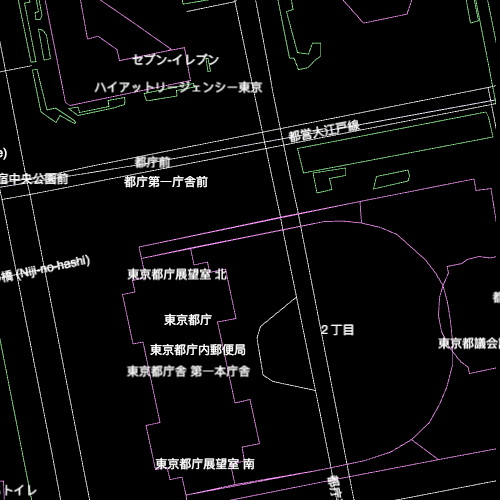 セブン-イレブン
ハイアットリージェンシー東京
都営大江戸線
e)
都庁前
宿中央公園前
都庁第一庁舎前
橋 (Niji-no-hashi)
東京都庁展望室 北
東京都庁
2丁目
東京都議会
東京都庁内郵便局
東京都庁舎 第一本庁舎
東京都庁展望室 南
トイレ
都庁